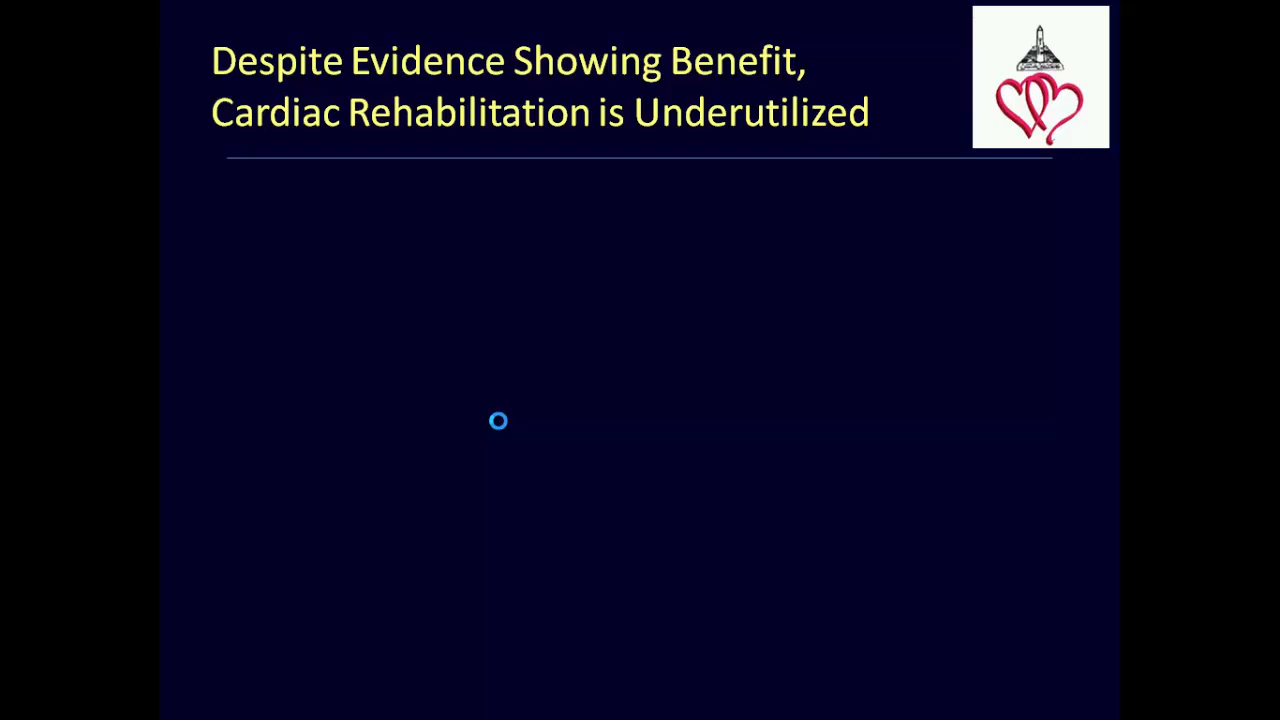 Despite Evidence Showing Benefit,
Cardiac Rehabilitation is Underutilized